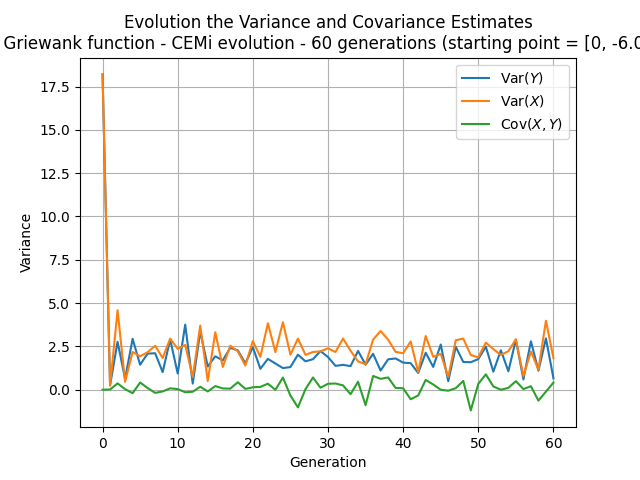 Evolution the Variance and Covariance Estimates
Griewank function - CEMi evolution - 60 generations (starting point = [0, -6.0
Var(Y)
Var(X)
Cov(X, Y)
17.5
15.0
12.5
10.0
7.5
5.0
2.5
0.0
Variance
0
10
20
30
40
50
60
Generation